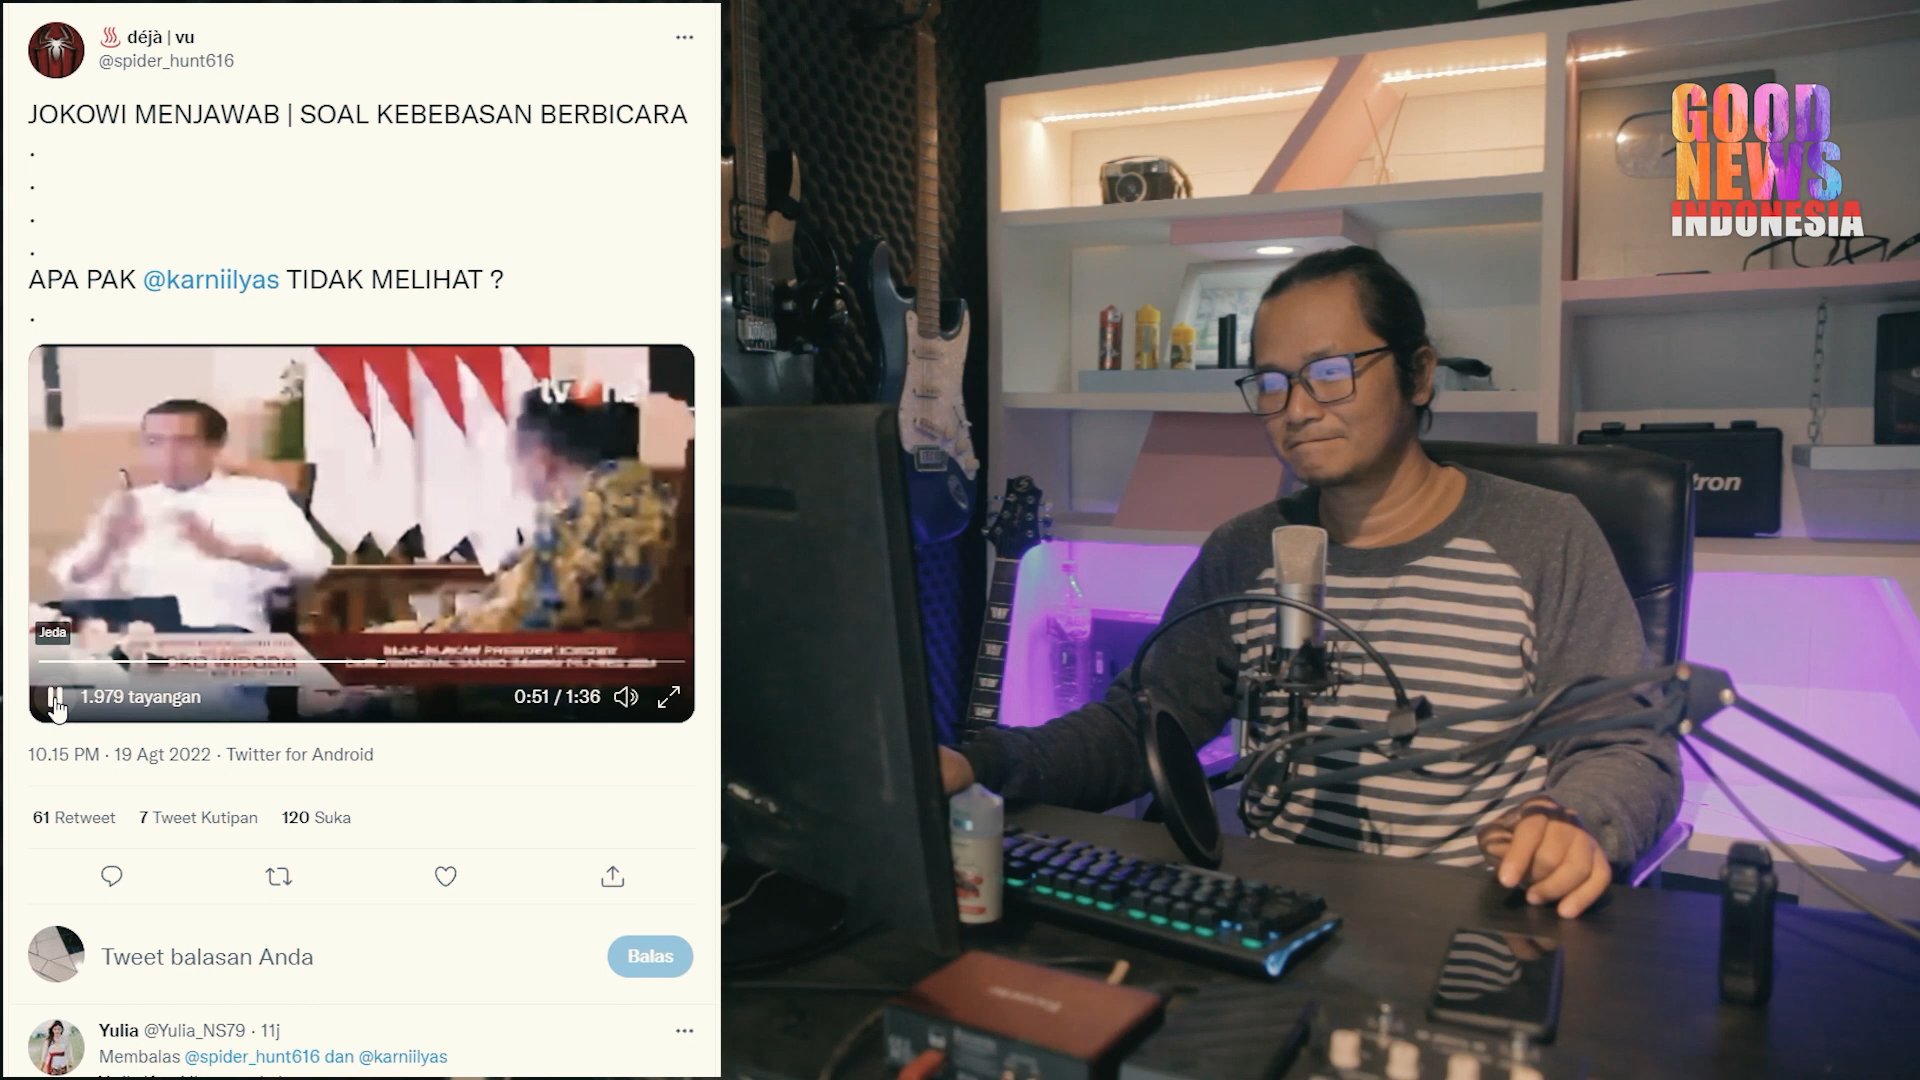 déjà | vu
@spider_hunt616
JOKOWI MENJAWAB | SOAL KEBEBASAN BERBICARA
.
.
.
.
APA PAK @karniilyas TIDAK MELIHAT ?
.
tvOne
Jeda
1.979 tayangan
0:51 / 1:36
10.15 PM · 19 Agt 2022 · Twitter for Android
61 Retweet 7 Tweet Kutipan 120 Suka
Tweet balasan Anda
Balas
Yulia @Yulia_NS79 · 11j
Membalas @spider_hunt616 dan @karniilyas
GOOD
NEWS
INDONESIA
tron